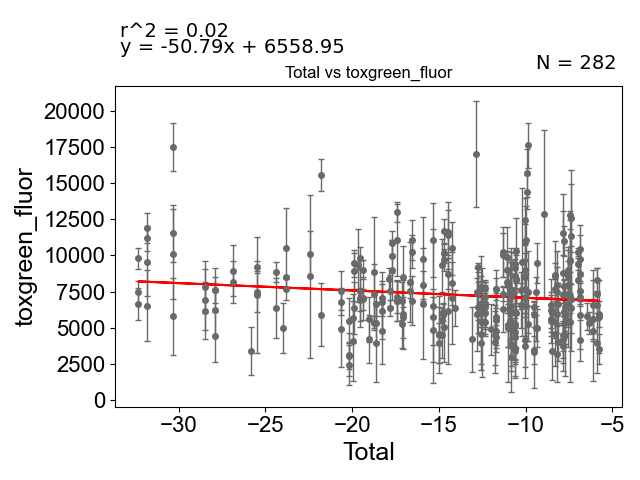 r^2 = 0.02
y = -50.79x + 6558.95
N = 282
Total vs toxgreen_fluor
20000
17500
15000
12500
10000
7500
5000
2500
0
toxgreen_fluor
−30 −25 −20 −15 −10 −5
Total